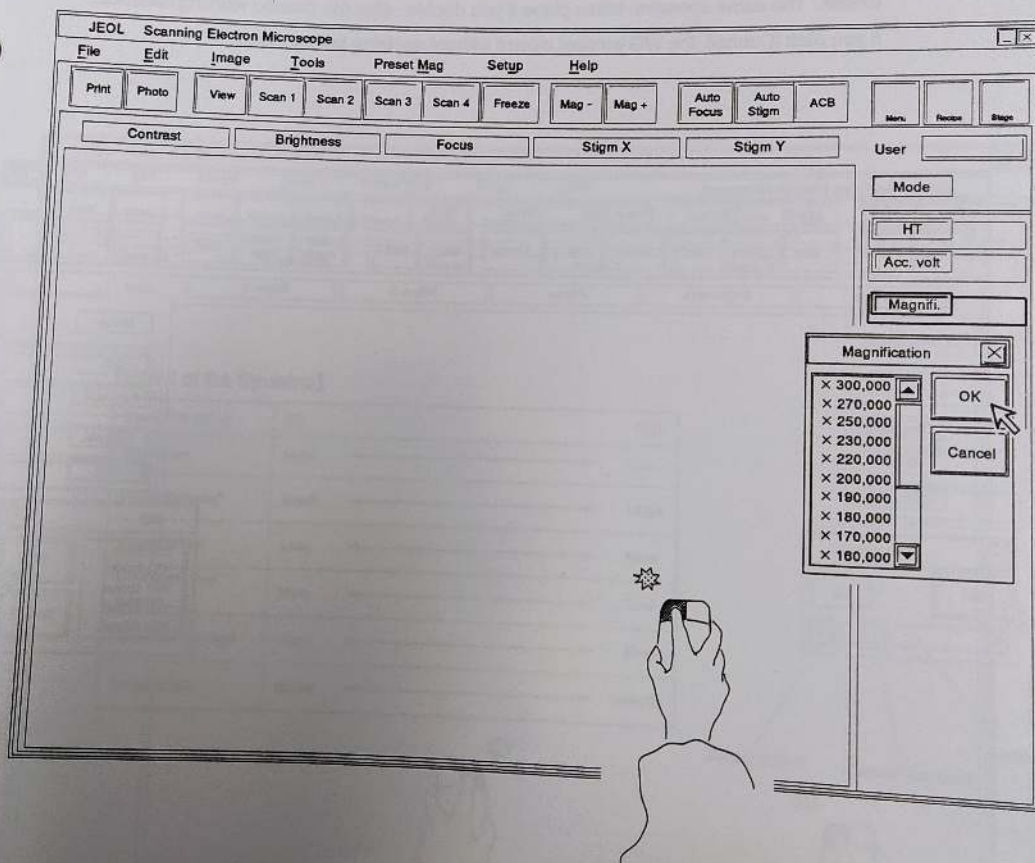 JEOL Scanning Electron Microscope
File Edit Image Tools Preset Mag Setup Help
Print Photo View Scan 1 Scan 2 Scan 3 Scan 4 Freeze Mag - Mag + Auto Focus Auto Stigm ACB Menu Recipe Stage
Contrast Brightness Focus Stigm X Stigm Y User
Mode
HT
Acc. volt
Magnifi.
Magnification
× 300,000
× 270,000
× 250,000
× 230,000
× 220,000
× 200,000
× 190,000
× 180,000
× 170,000
× 160,000
OK
Cancel